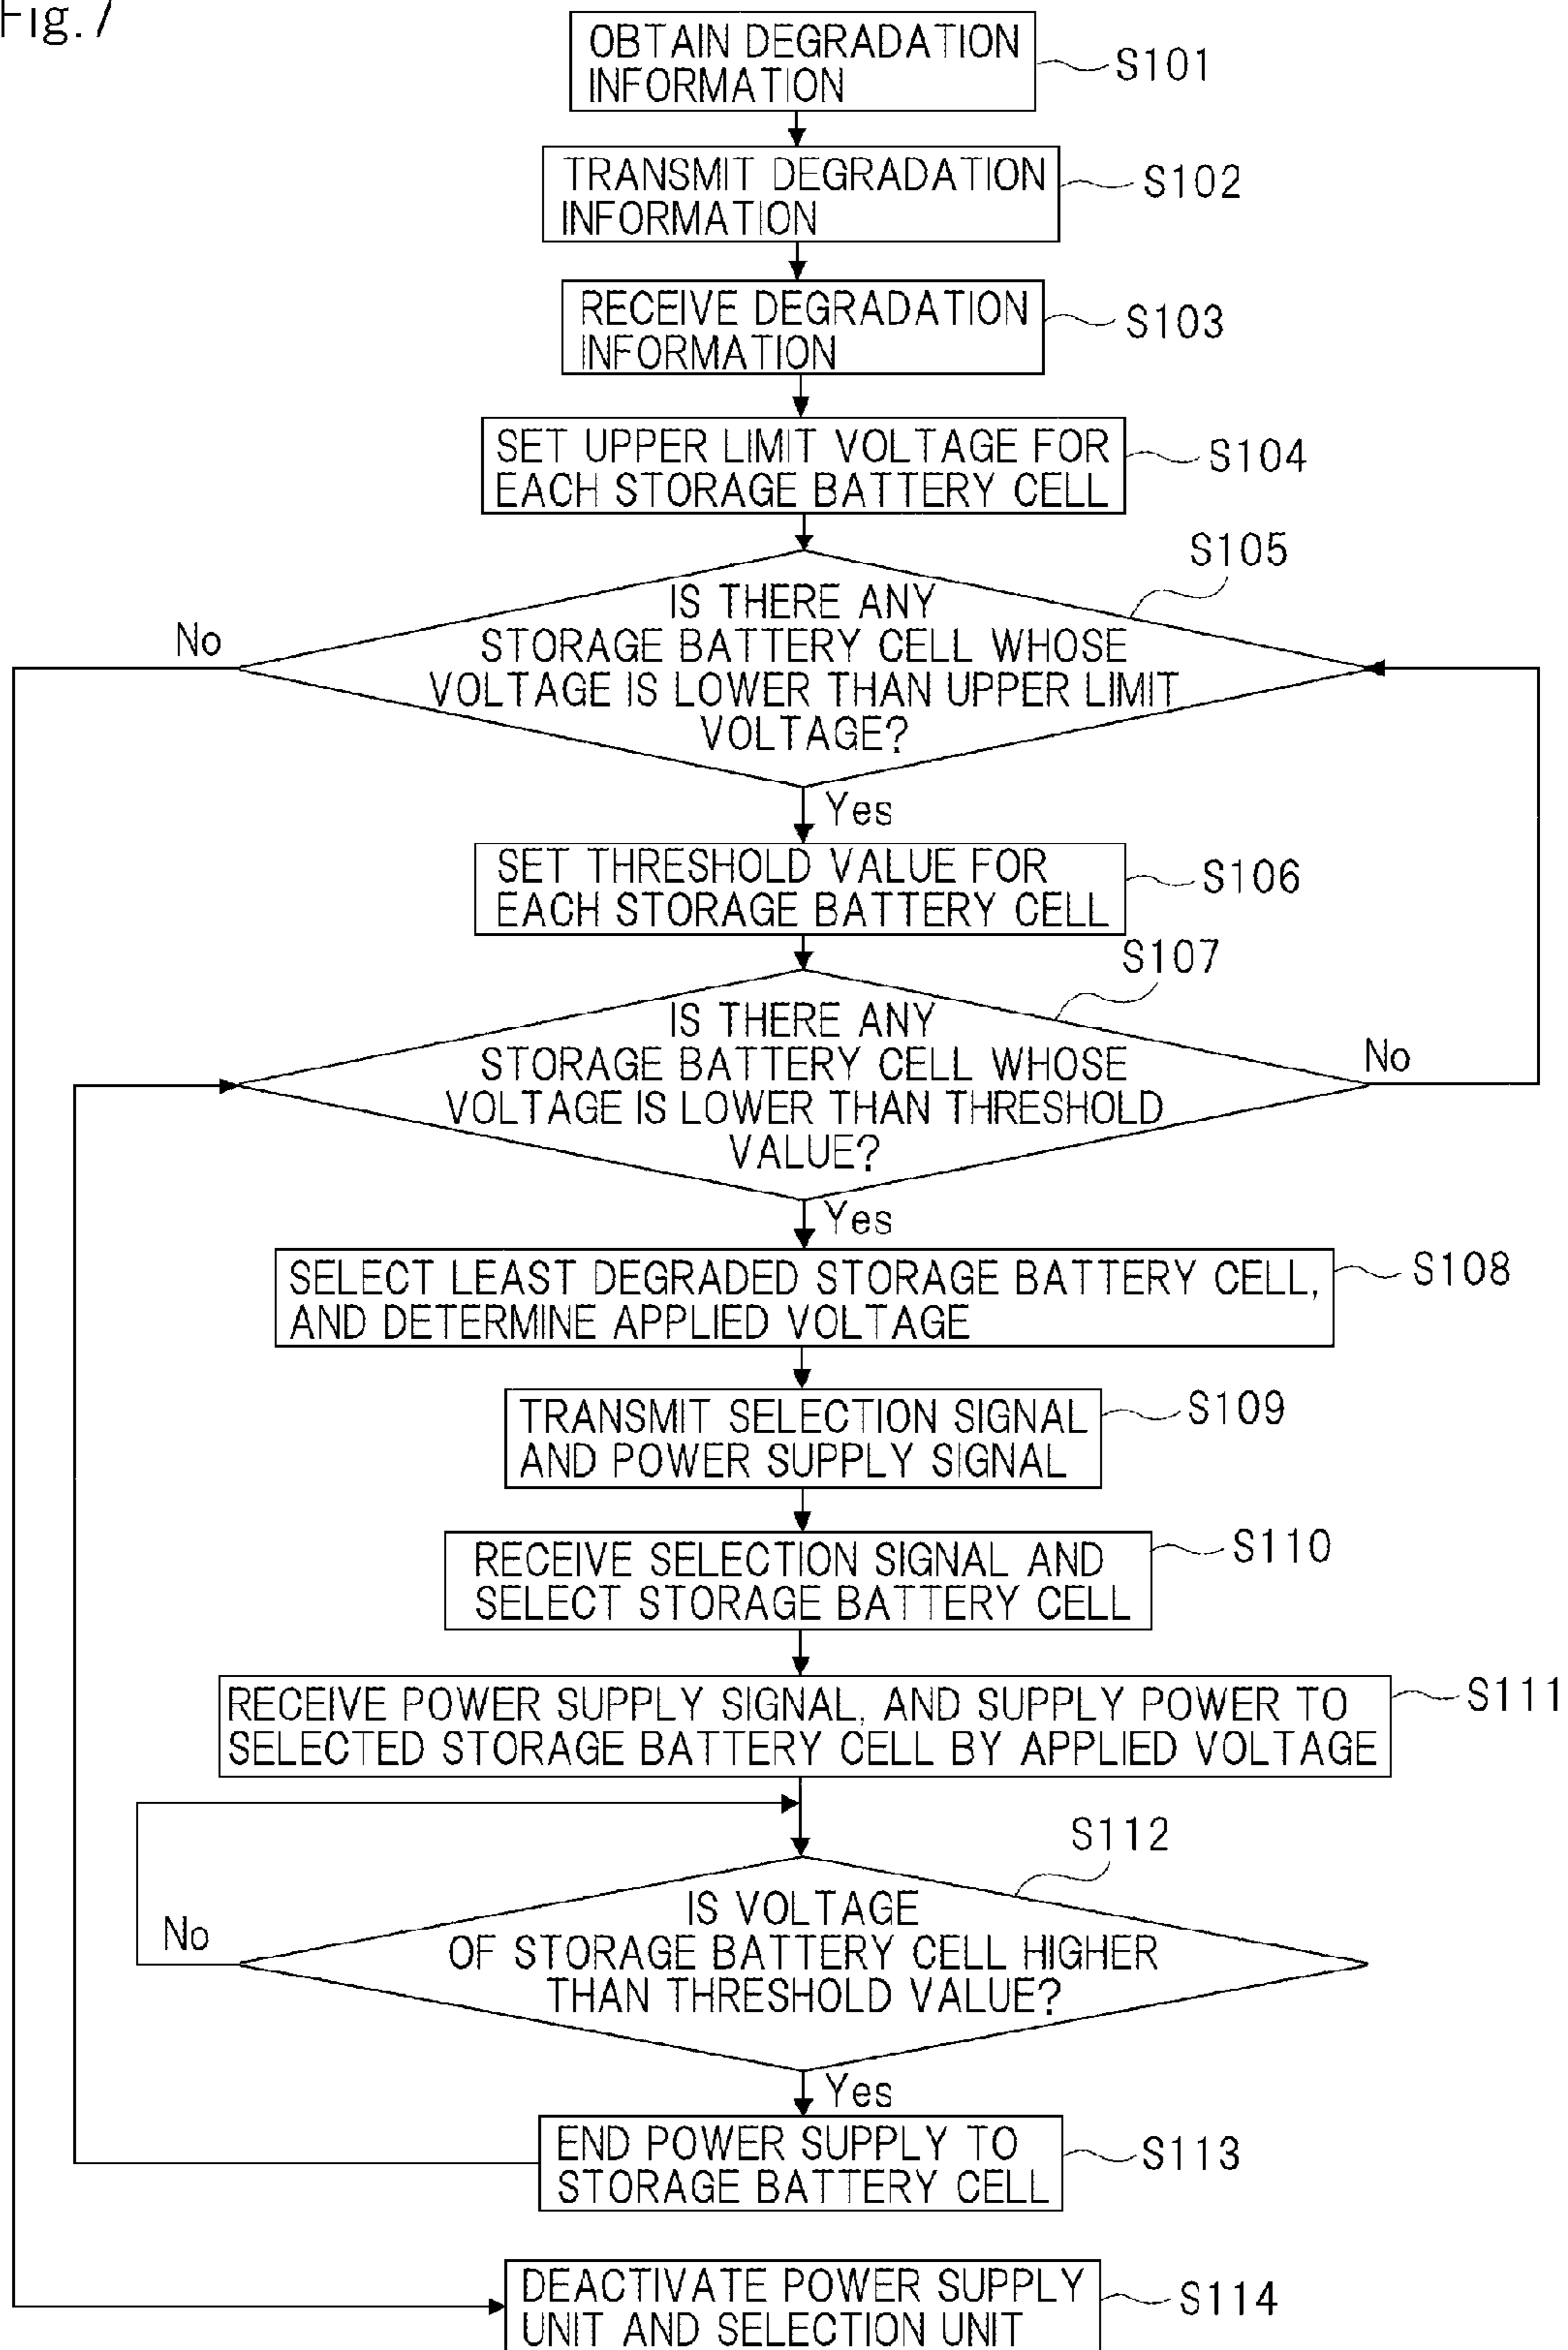 Fig.7
OBTAIN DEGRADATION
INFORMATION
S101
TRANSMIT DEGRADATION
INFORMATION
S102
RECEIVE DEGRADATION
INFORMATION
S103
SET UPPER LIMIT VOLTAGE FOR
EACH STORAGE BATTERY CELL
S104
S105
IS THERE ANY
STORAGE BATTERY CELL WHOSE
VOLTAGE IS LOWER THAN UPPER LIMIT
VOLTAGE?
No
Yes
SET THRESHOLD VALUE FOR
EACH STORAGE BATTERY CELL
S106
S107
IS THERE ANY
STORAGE BATTERY CELL WHOSE
VOLTAGE IS LOWER THAN THRESHOLD
VALUE?
No
Yes
SELECT LEAST DEGRADED STORAGE BATTERY CELL,
AND DETERMINE APPLIED VOLTAGE
S108
TRANSMIT SELECTION SIGNAL
AND POWER SUPPLY SIGNAL
S109
RECEIVE SELECTION SIGNAL AND
SELECT STORAGE BATTERY CELL
S110
RECEIVE POWER SUPPLY SIGNAL, AND SUPPLY POWER TO
SELECTED STORAGE BATTERY CELL BY APPLIED VOLTAGE
S111
S112
IS VOLTAGE
OF STORAGE BATTERY CELL HIGHER
THAN THRESHOLD VALUE?
No
Yes
END POWER SUPPLY TO
STORAGE BATTERY CELL
S113
DEACTIVATE POWER SUPPLY
UNIT AND SELECTION UNIT
S114